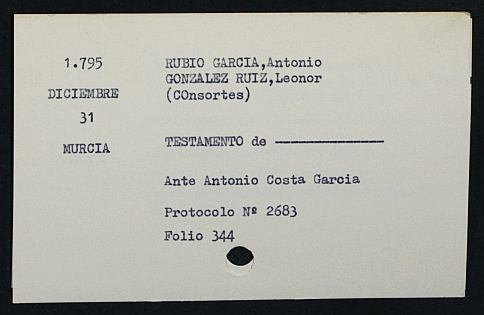 1.795
DICIEMBRE
31
MURCIA
RUBIO GARCIA,Antonio
GONZALEZ RUIZ,Leonor
(COnsortes)
TESTAMENTO de ——————————
Ante Antonio Costa Garcia
Protocolo Nº 2683
Folio 344